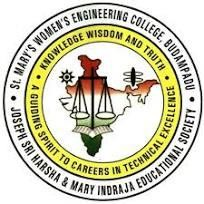 St. MARY'S WOMEN'S ENGINEERING COLLEGE, BUDAMPADU
JOSEPH SRI HARSHA & MARY INDRAJA EDUCATIONAL SOCIETY
KNOWLEDGE WISDOM AND TRUTH
A GUIDING SPIRIT TO CAREERS IN TECHNICAL EXCELLENCE